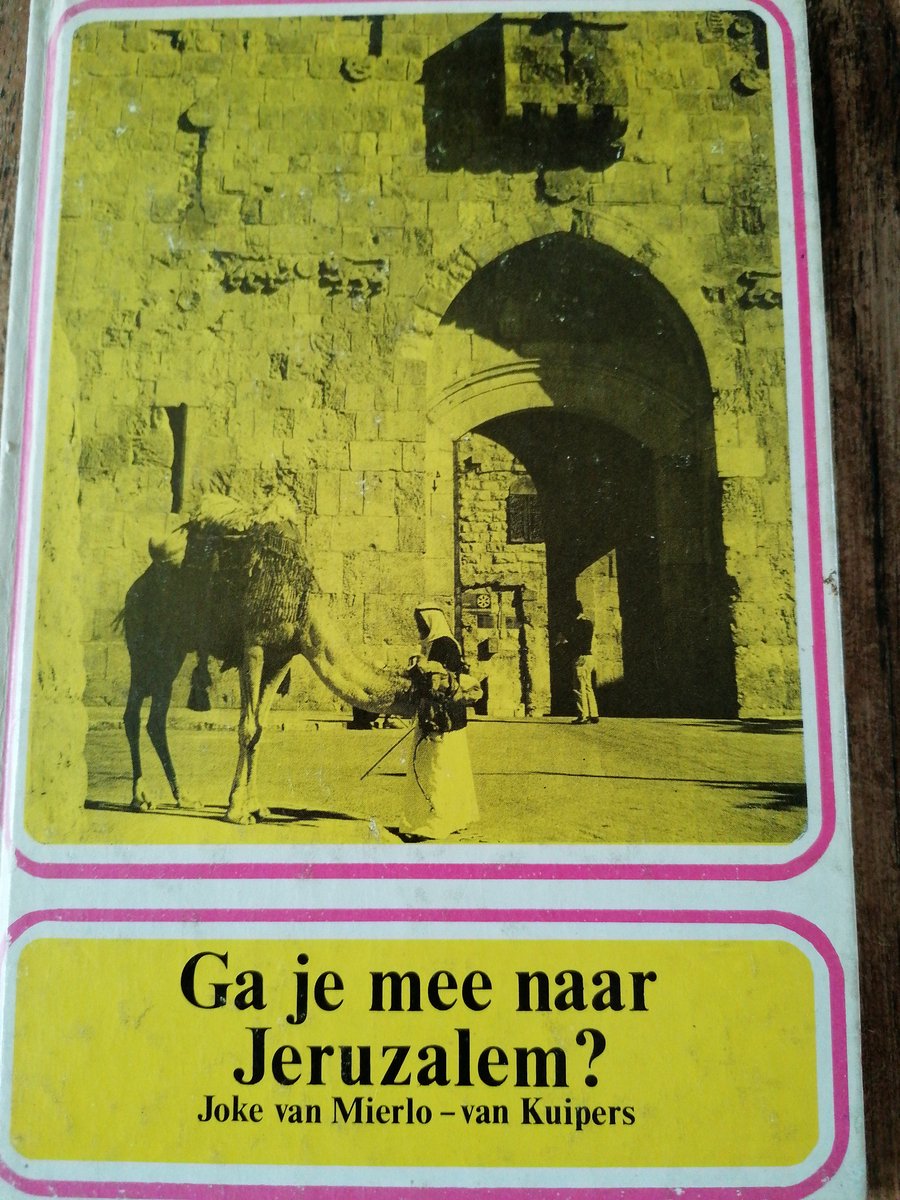 Ga je mee naar
Jeruzalem?
Joke van Mierlo – van Kuipers